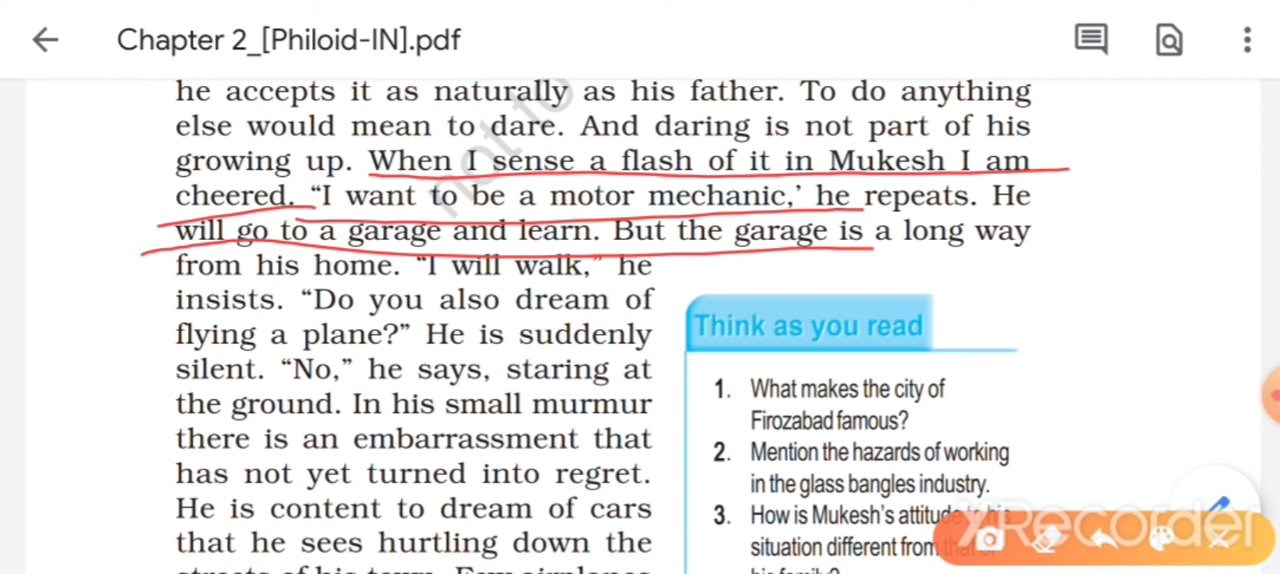 Chapter 2_[Philoid-IN].pdf
he accepts it as naturally as his father. To do anything
else would mean to dare. And daring is not part of his
growing up. When I sense a flash of it in Mukesh I am
cheered. “I want to be a motor mechanic,’ he repeats. He
will go to a garage and learn. But the garage is a long way
from his home. “I will walk,” he
insists. “Do you also dream of
flying a plane?” He is suddenly
silent. “No,” he says, staring at
the ground. In his small murmur
there is an embarrassment that
has not yet turned into regret.
He is content to dream of cars
that he sees hurtling down the
not to
Think as you read
1. What makes the city of
Firozabad famous?
2. Mention the hazards of working
in the glass bangles industry.
3. How is Mukesh’s attitude
situation different from
XRecorder